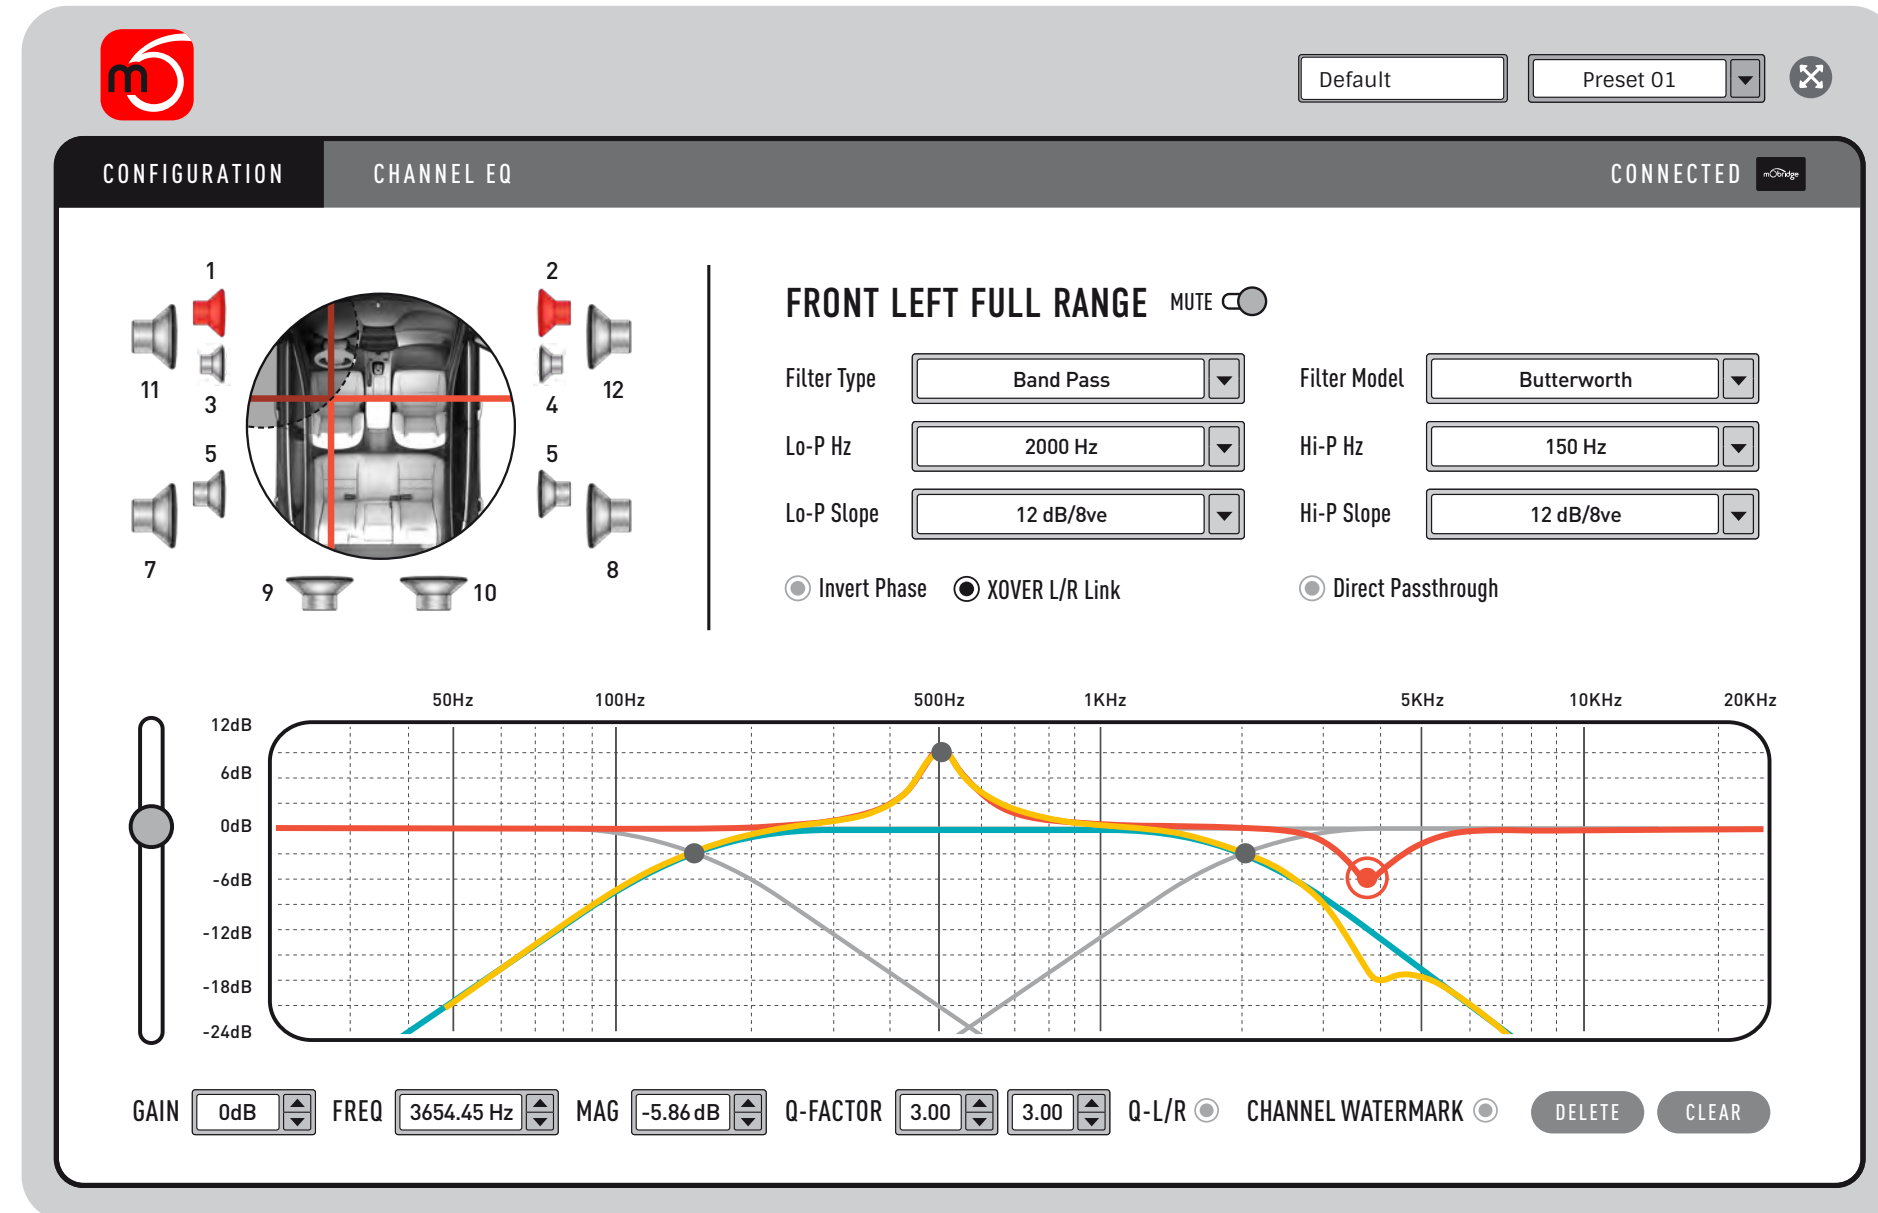 m
Default
Preset 01
CONFIGURATION
CHANNEL EQ
CONNECTED
mObridge
1
2
11
3
4
12
5
5
7
8
9
10
FRONT LEFT FULL RANGE
MUTE
Filter Type
Band Pass
Filter Model
Butterworth
Lo-P Hz
2000 Hz
Hi-P Hz
150 Hz
Lo-P Slope
12 dB/8ve
Hi-P Slope
12 dB/8ve
Invert Phase
XOVER L/R Link
Direct Passthrough
50Hz
100Hz
500Hz
1KHz
5KHz
10KHz
20KHz
12dB
6dB
0dB
-6dB
-12dB
-18dB
-24dB
GAIN
0dB
FREQ
3654.45 Hz
MAG
-5.86 dB
Q-FACTOR
3.00
3.00
Q-L/R
CHANNEL WATERMARK
DELETE
CLEAR